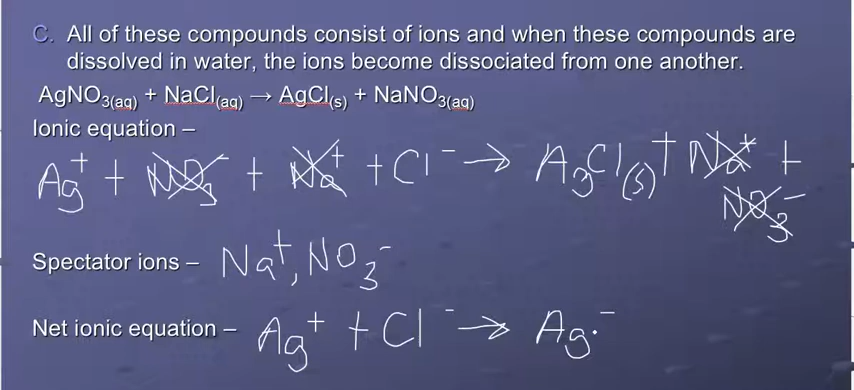 C. All of these compounds consist of ions and when these compounds are
dissolved in water, the ions become dissociated from one another.
AgNO₃(aq) + NaCl(aq) → AgCl(s) + NaNO₃(aq)
Ionic equation –
Ag⁺ + NO₃⁻ + Na⁺ + Cl⁻ → AgCl(s) + Na⁺ +
NO₃⁻
Spectator ions – Na⁺, NO₃⁻
Net ionic equation – Ag⁺ + Cl⁻ → Ag.⁻